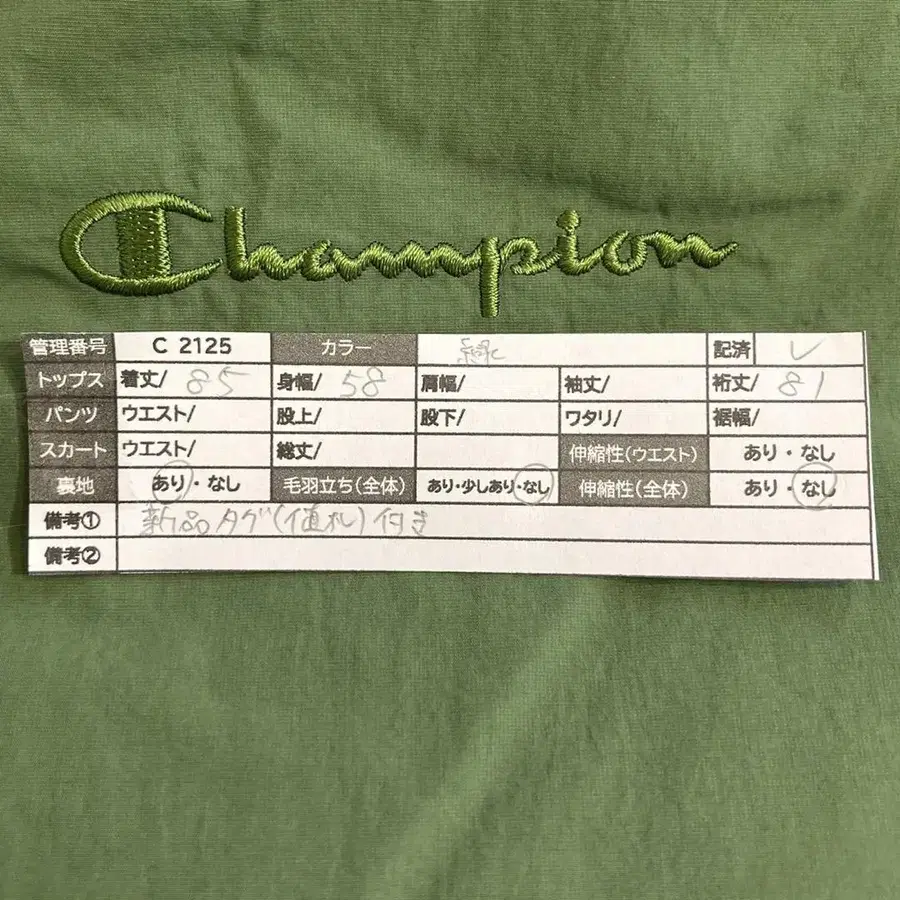 Champion
管理番号 C 2125 カラー 緑 記済 ✓
トップス 着丈/ 85 身幅/ 58 肩幅/ 袖丈/ 裄丈/ 81
パンツ ウエスト/ 股上/ 股下/ ワタリ/ 裾幅/
スカート ウエスト/ 総丈/ 伸縮性(ウエスト) あり・なし
裏地 あり・なし 毛羽立ち(全体) あり・少しあり・なし 伸縮性(全体) あり・なし
備考① 新品タグ(値札)付き
備考②